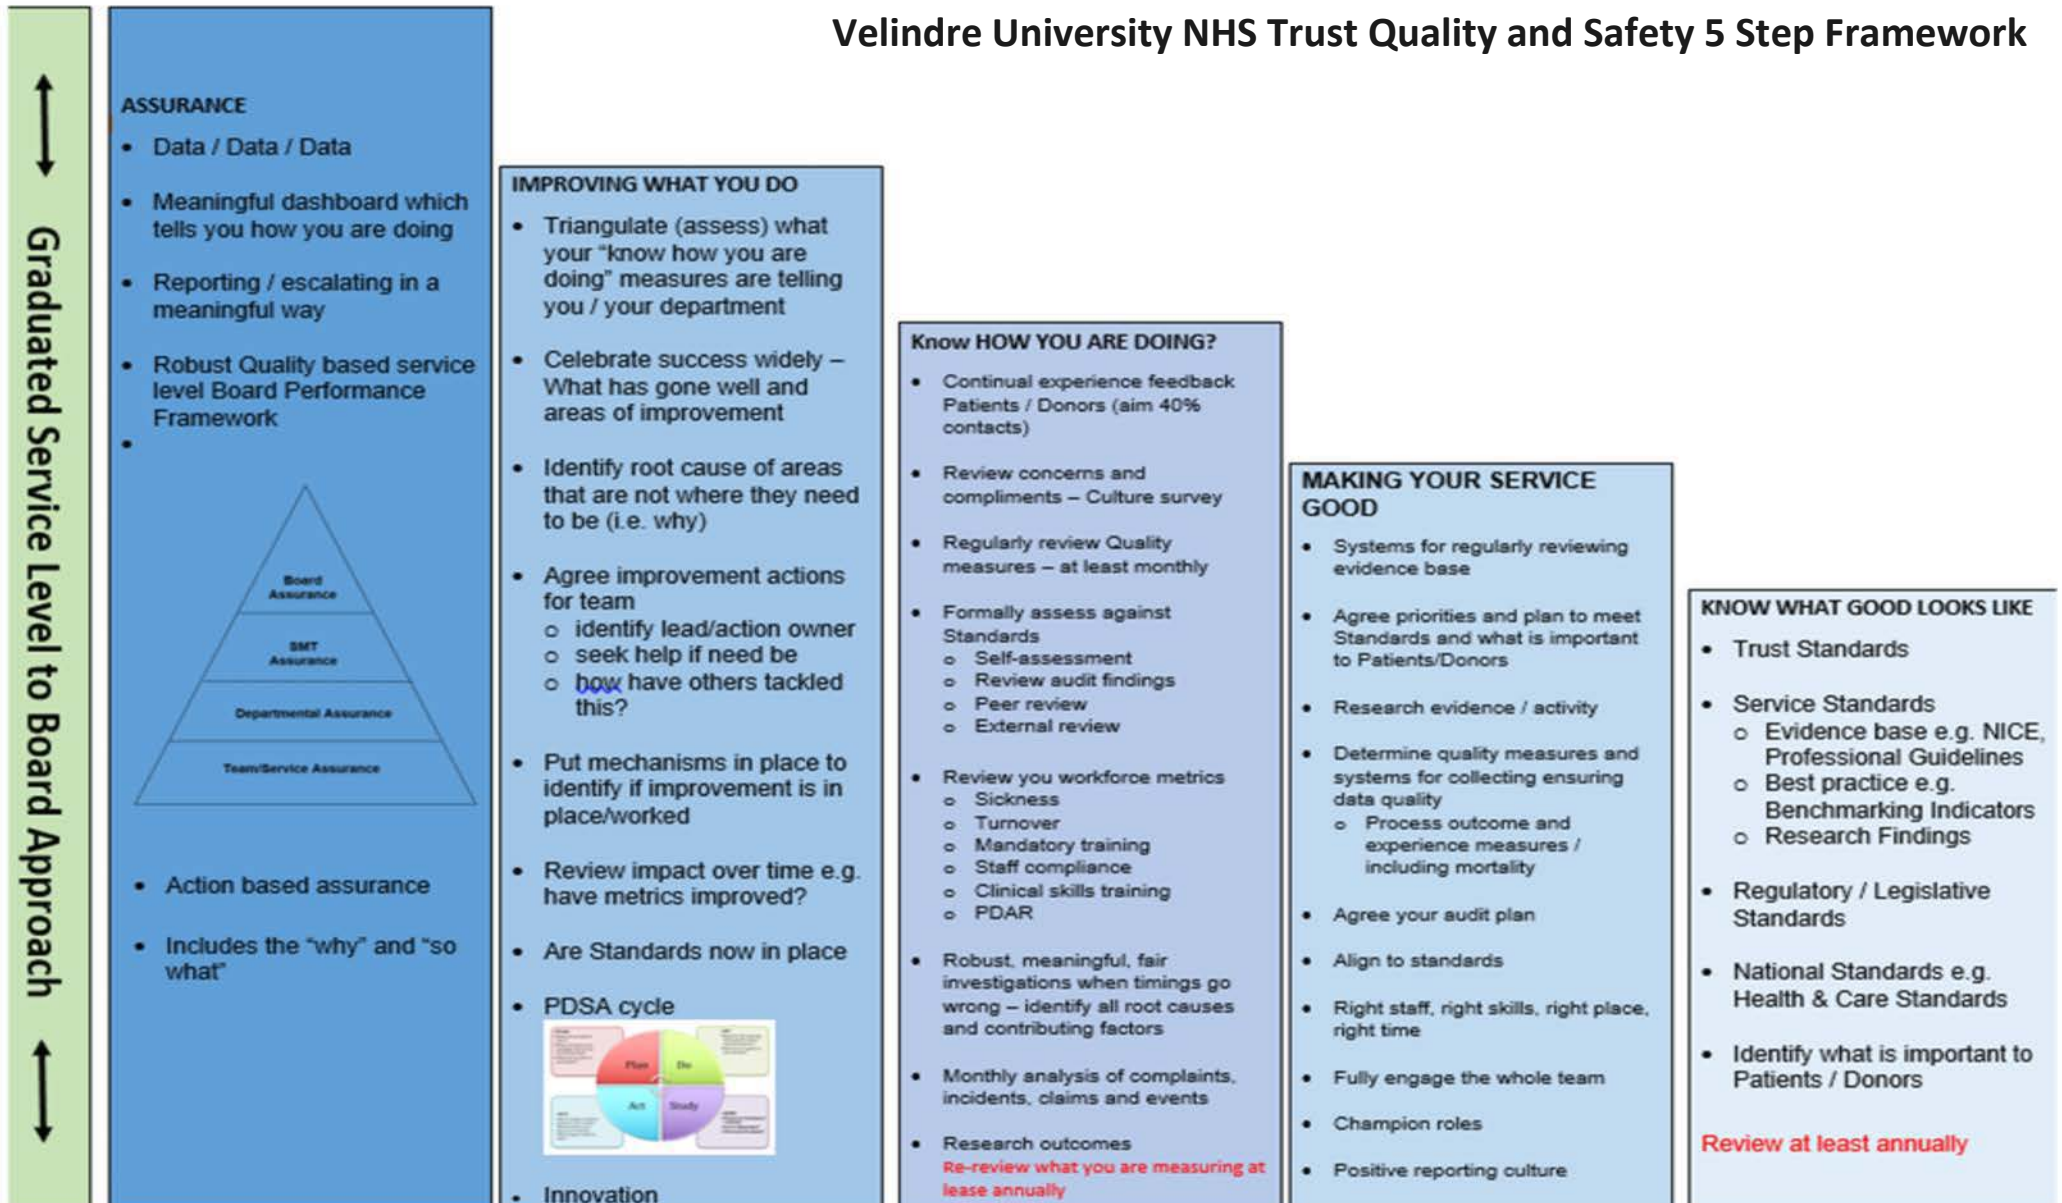 Velindre University NHS Trust Quality and Safety 5 Step Framework
Graduated Service Level to Board Approach
ASSURANCE
• Data / Data / Data
• Meaningful dashboard which
tells you how you are doing
• Reporting / escalating in a
meaningful way
• Robust Quality based service
level Board Performance
Framework
•
Board
Assurance
SMT
Assurance
Departmental Assurance
Team/Service Assurance
• Action based assurance
• Includes the “why” and “so
what”
IMPROVING WHAT YOU DO
• Triangulate (assess) what
your “know how you are
doing” measures are telling
you / your department
• Celebrate success widely –
What has gone well and
areas of improvement
• Identify root cause of areas
that are not where they need
to be (i.e. why)
• Agree improvement actions
for team
o identify lead/action owner
o seek help if need be
o how have others tackled
this?
• Put mechanisms in place to
identify if improvement is in
place/worked
• Review impact over time e.g.
have metrics improved?
• Are Standards now in place
• PDSA cycle
Plan
Do
Act
Study
• Innovation
Know HOW YOU ARE DOING?
• Continual experience feedback
Patients / Donors (aim 40%
contacts)
• Review concerns and
compliments – Culture survey
• Regularly review Quality
measures – at least monthly
• Formally assess against
Standards
o Self-assessment
o Review audit findings
o Peer review
o External review
• Review you workforce metrics
o Sickness
o Turnover
o Mandatory training
o Staff compliance
o Clinical skills training
o PDAR
• Robust, meaningful, fair
investigations when timings go
wrong – identify all root causes
and contributing factors
• Monthly analysis of complaints,
incidents, claims and events
• Research outcomes
Re-review what you are measuring at
lease annually
MAKING YOUR SERVICE
GOOD
• Systems for regularly reviewing
evidence base
• Agree priorities and plan to meet
Standards and what is important
to Patients/Donors
• Research evidence / activity
• Determine quality measures and
systems for collecting ensuring
data quality
o Process outcome and
experience measures /
including mortality
• Agree your audit plan
• Align to standards
• Right staff, right skills, right place,
right time
• Fully engage the whole team
• Champion roles
• Positive reporting culture
KNOW WHAT GOOD LOOKS LIKE
• Trust Standards
• Service Standards
o Evidence base e.g. NICE,
Professional Guidelines
o Best practice e.g.
Benchmarking Indicators
o Research Findings
• Regulatory / Legislative
Standards
• National Standards e.g.
Health & Care Standards
• Identify what is important to
Patients / Donors
Review at least annually